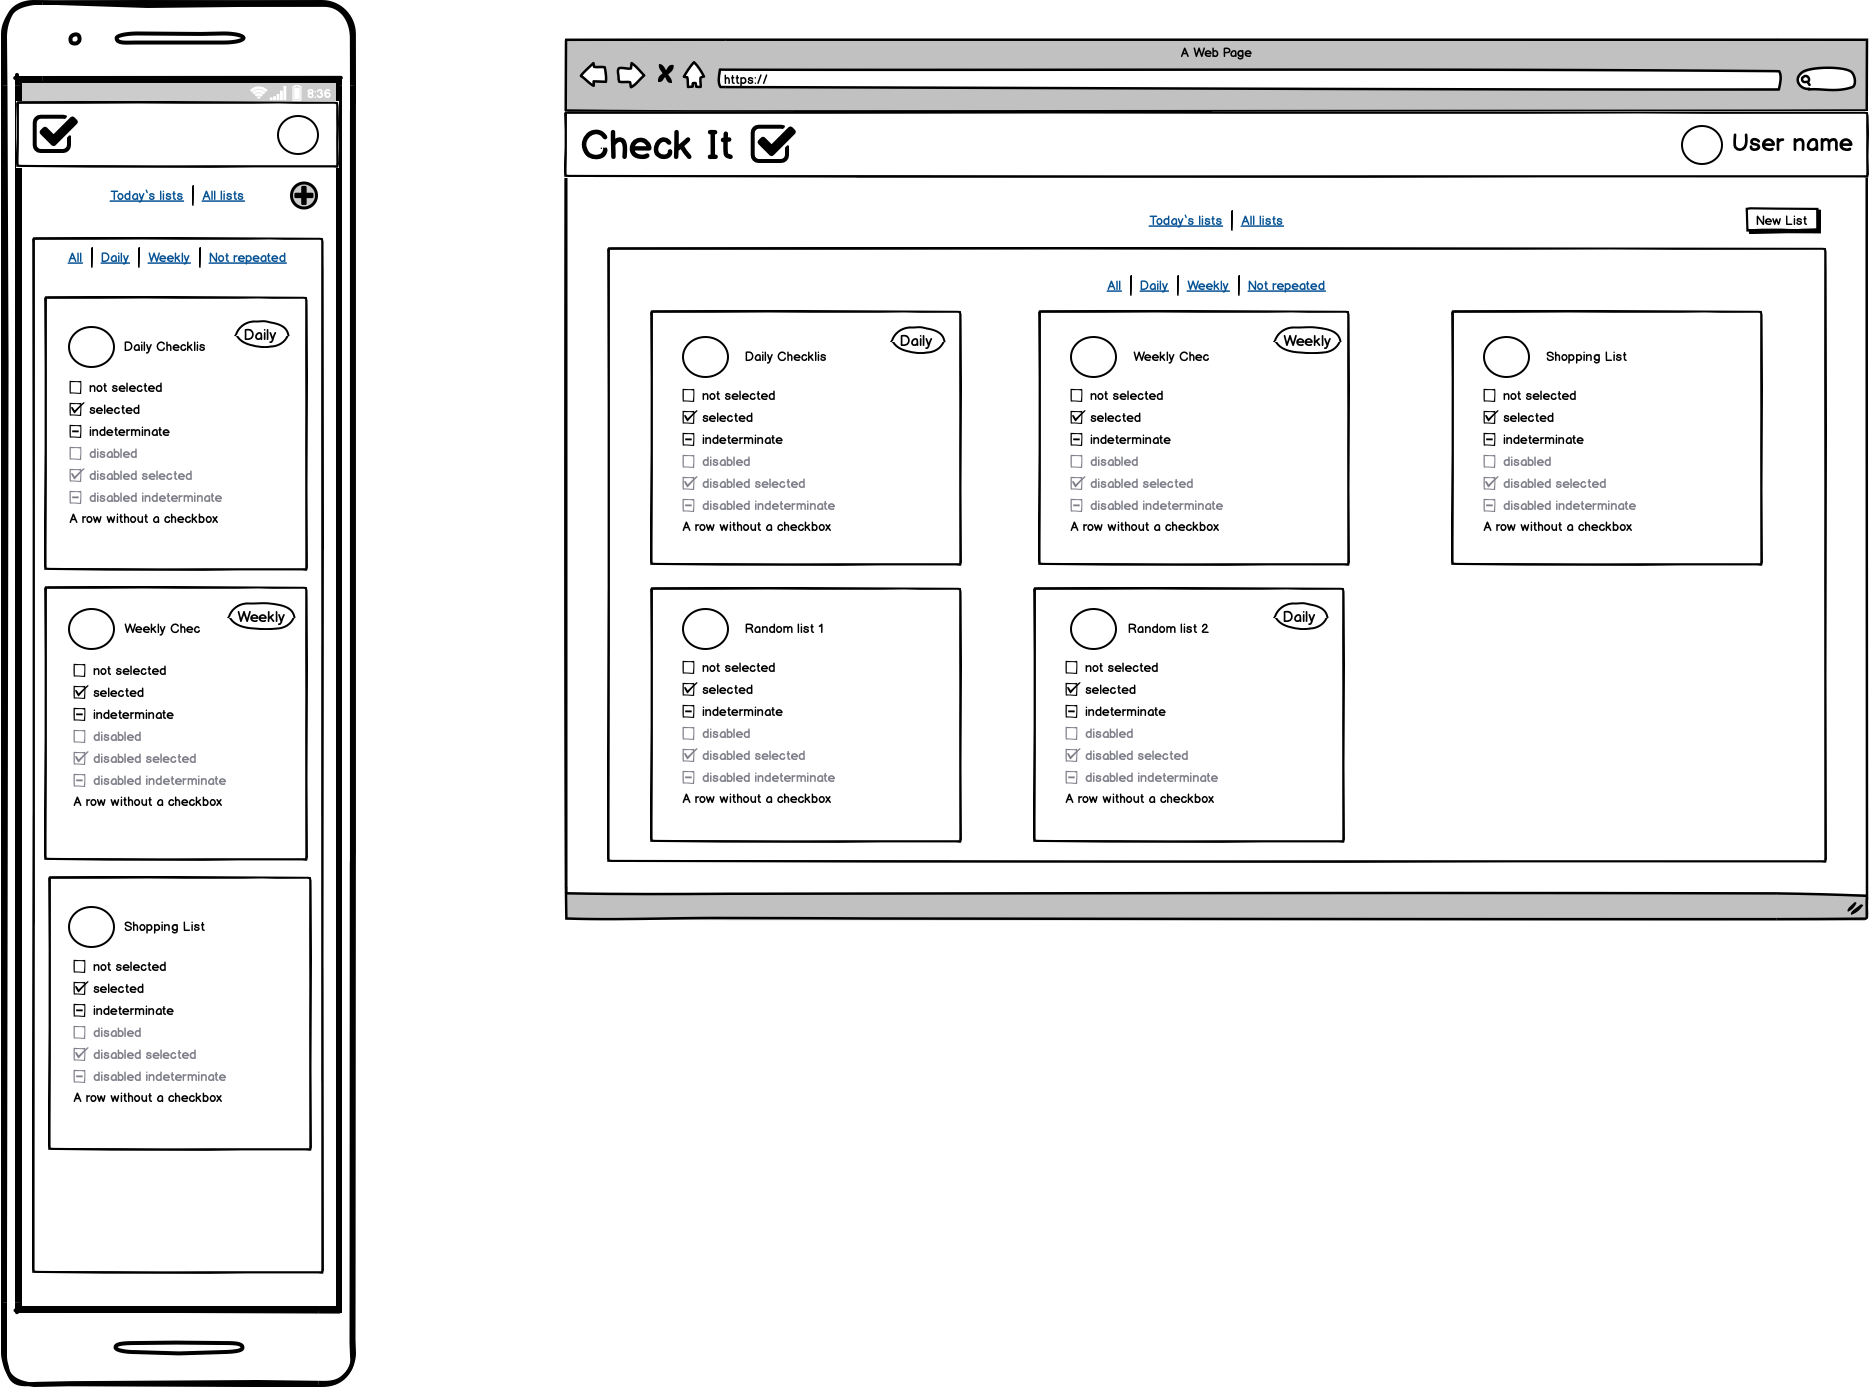 8:36
Today's lists | All lists
All | Daily | Weekly | Not repeated
Daily Checklis
Daily
not selected
selected
indeterminate
disabled
disabled selected
disabled indeterminate
A row without a checkbox
Weekly Chec
Weekly
not selected
selected
indeterminate
disabled
disabled selected
disabled indeterminate
A row without a checkbox
Shopping List
not selected
selected
indeterminate
disabled
disabled selected
disabled indeterminate
A row without a checkbox
A Web Page
https://
Check It
User name
Today's lists | All lists
New List
All | Daily | Weekly | Not repeated
Daily Checklis
Daily
not selected
selected
indeterminate
disabled
disabled selected
disabled indeterminate
A row without a checkbox
Weekly Chec
Weekly
not selected
selected
indeterminate
disabled
disabled selected
disabled indeterminate
A row without a checkbox
Shopping List
not selected
selected
indeterminate
disabled
disabled selected
disabled indeterminate
A row without a checkbox
Random list 1
not selected
selected
indeterminate
disabled
disabled selected
disabled indeterminate
A row without a checkbox
Random list 2
Daily
not selected
selected
indeterminate
disabled
disabled selected
disabled indeterminate
A row without a checkbox